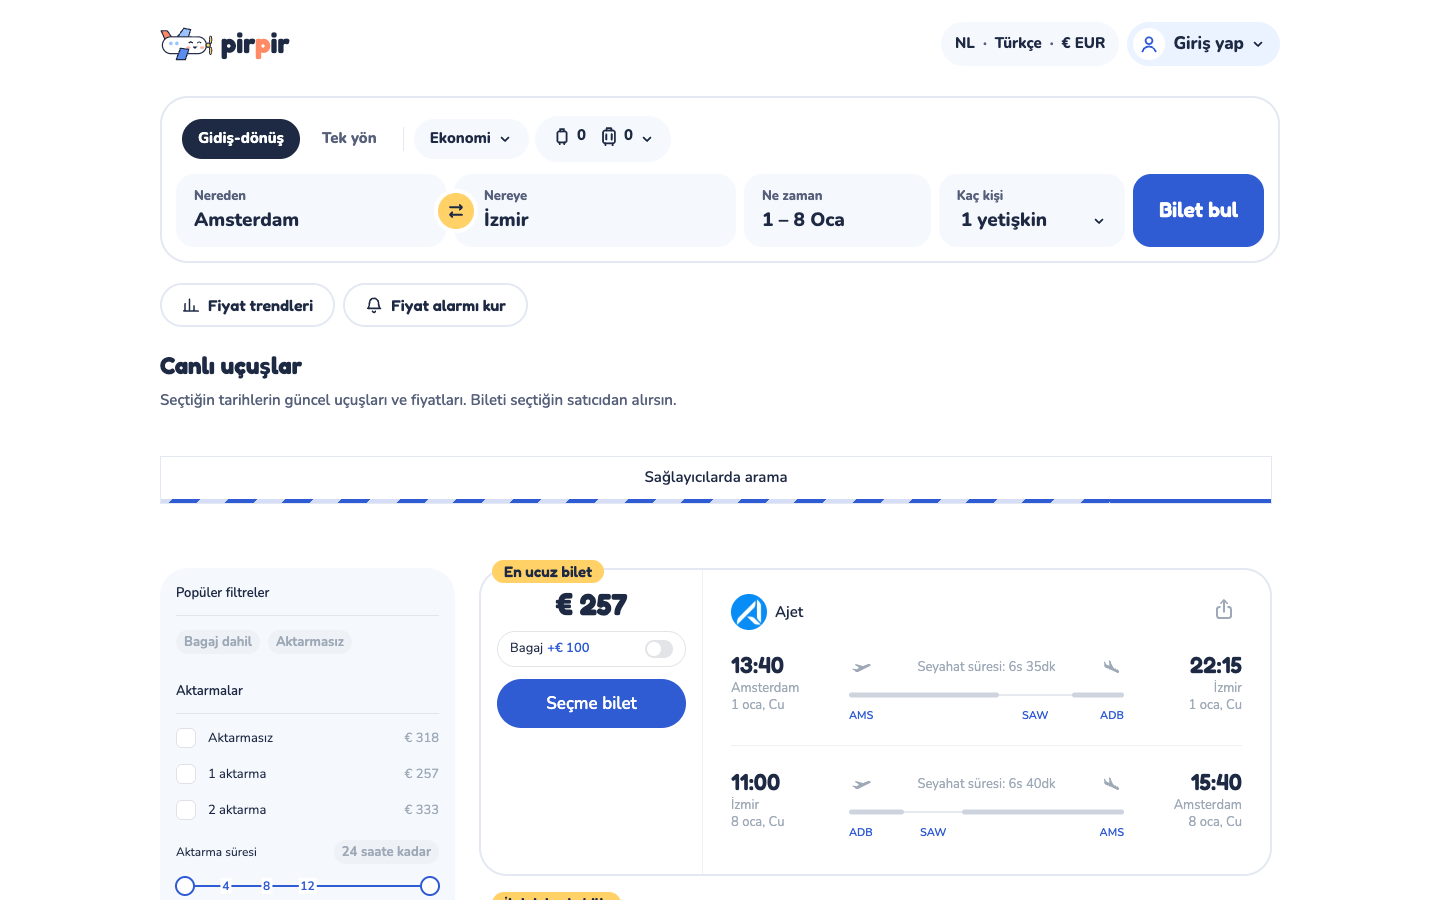 pirpir
NL · Türkçe · € EUR
Giriş yap
Gidiş-dönüş
Tek yön
Ekonomi
0 0
Nereden
Amsterdam
Nereye
İzmir
Ne zaman
1 – 8 Oca
Kaç kişi
1 yetişkin
Bilet bul
Fiyat trendleri
Fiyat alarmı kur
Canlı uçuşlar
Seçtiğin tarihlerin güncel uçuşları ve fiyatları. Bileti seçtiğin satıcıdan alırsın.
Sağlayıcılarda arama
Popüler filtreler
Bagaj dahil
Aktarmasız
Aktarmalar
Aktarmasız € 318
1 aktarma € 257
2 aktarma € 333
Aktarma süresi 24 saate kadar
4 8 12
En ucuz bilet
€ 257
Bagaj +€ 100
Seçme bilet
Ajet
13:40 Seyahat süresi: 6s 35dk 22:15
Amsterdam İzmir
1 oca, Cu 1 oca, Cu
AMS SAW ADB
11:00 Seyahat süresi: 6s 40dk 15:40
İzmir Amsterdam
8 oca, Cu 8 oca, Cu
ADB SAW AMS